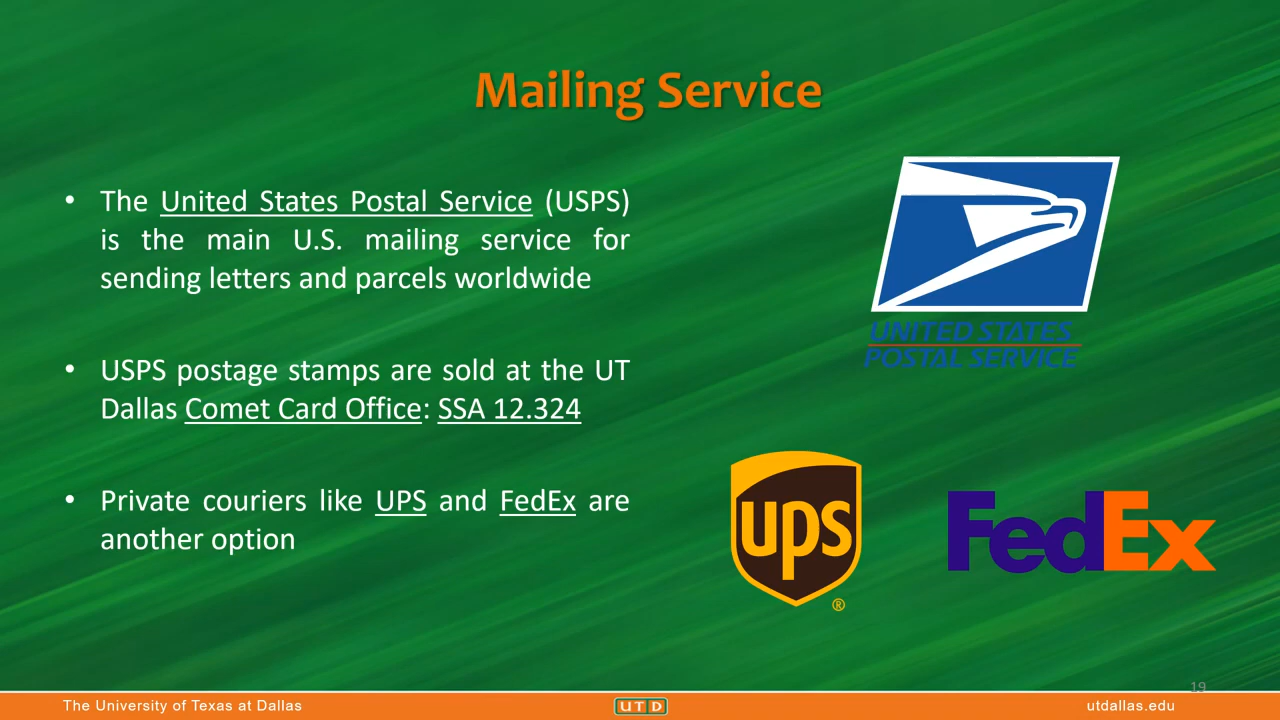 Mailing Service
• The United States Postal Service (USPS)
is the main U.S. mailing service for
sending letters and parcels worldwide
• USPS postage stamps are sold at the UT
Dallas Comet Card Office: SSA 12.324
• Private couriers like UPS and FedEx are
another option
UNITED STATES
POSTAL SERVICE
ups
®
FedEx
19
The University of Texas at Dallas
UTD
utdallas.edu